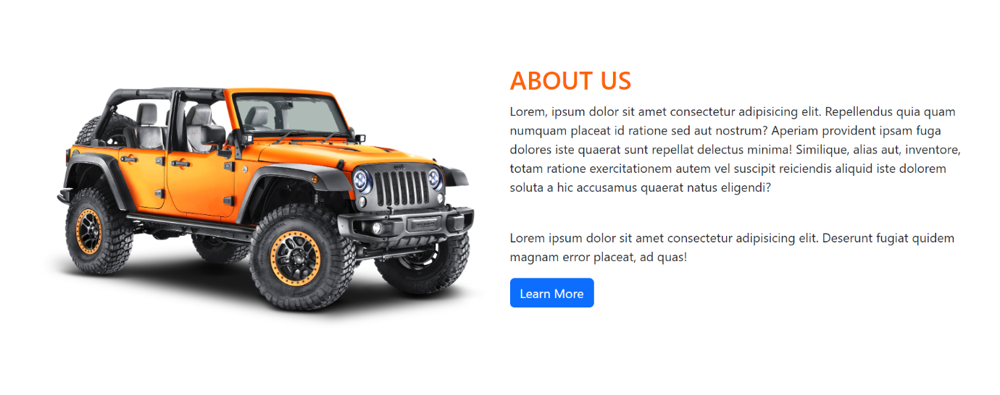 ABOUT US
Lorem, ipsum dolor sit amet consectetur adipisicing elit. Repellendus quia quam
numquam placeat id ratione sed aut nostrum? Aperiam provident ipsam fuga
dolores iste quaerat sunt repellat delectus minima! Similique, alias aut, inventore,
totam ratione exercitationem autem vel suscipit reiciendis aliquid iste dolorem
soluta a hic accusamus quaerat natus eligendi?
Lorem ipsum dolor sit amet consectetur adipisicing elit. Deserunt fugiat quidem
magnam error placeat, ad quas!
Learn More